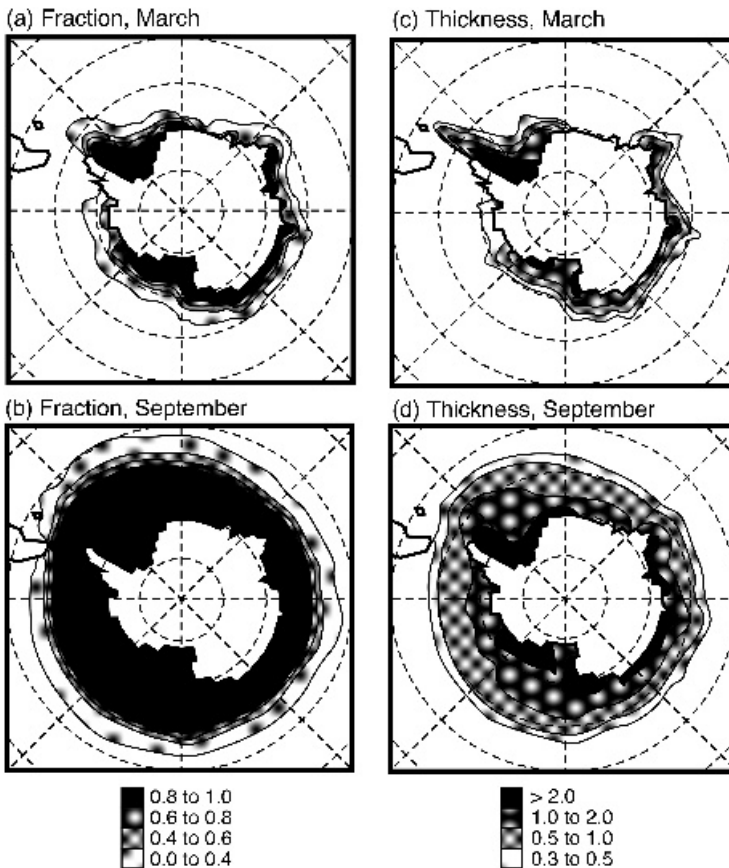 (a) Fraction, March
(c) Thickness, March
(b) Fraction, September
(d) Thickness, September
0.8 to 1.0
0.6 to 0.8
0.4 to 0.6
0.0 to 0.4
> 2.0
1.0 to 2.0
0.5 to 1.0
0.3 to 0.5